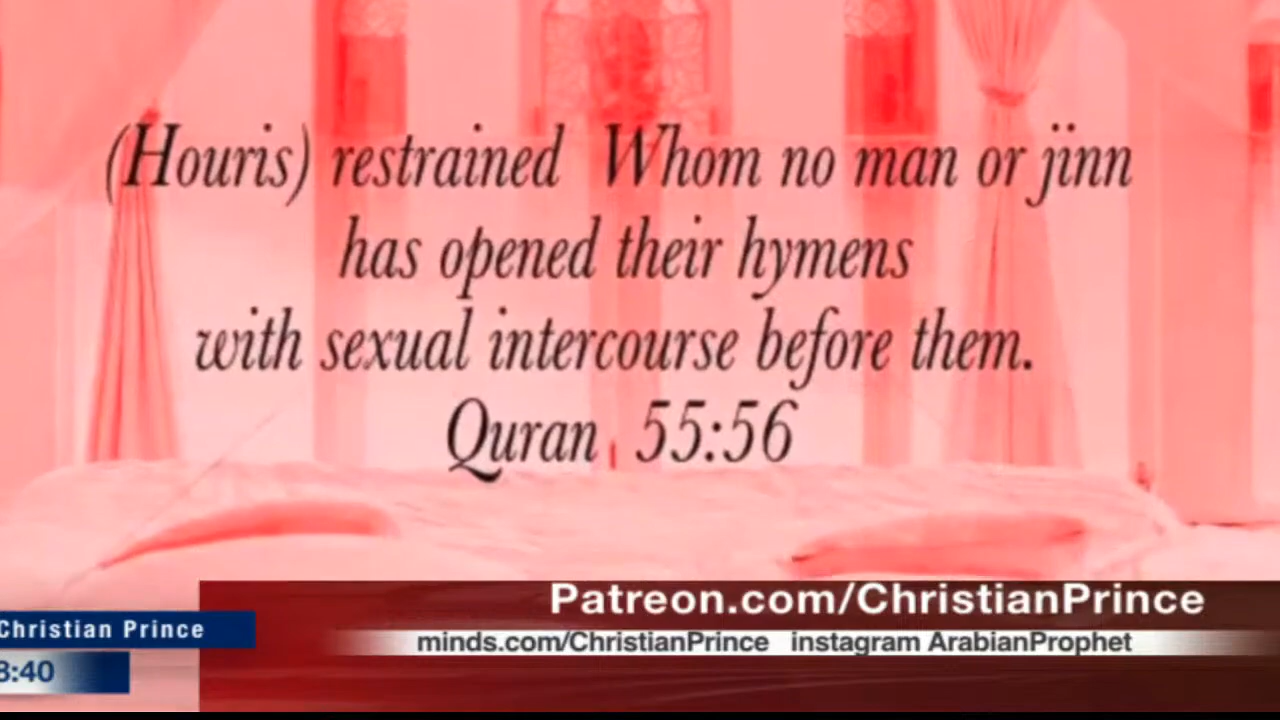 (Houris) restrained Whom no man or jinn
has opened their hymens
with sexual intercourse before them.
Quran 55:56
Patreon.com/ChristianPrince
Christian Prince
minds.com/ChristianPrince instagram ArabianProphet
8:40